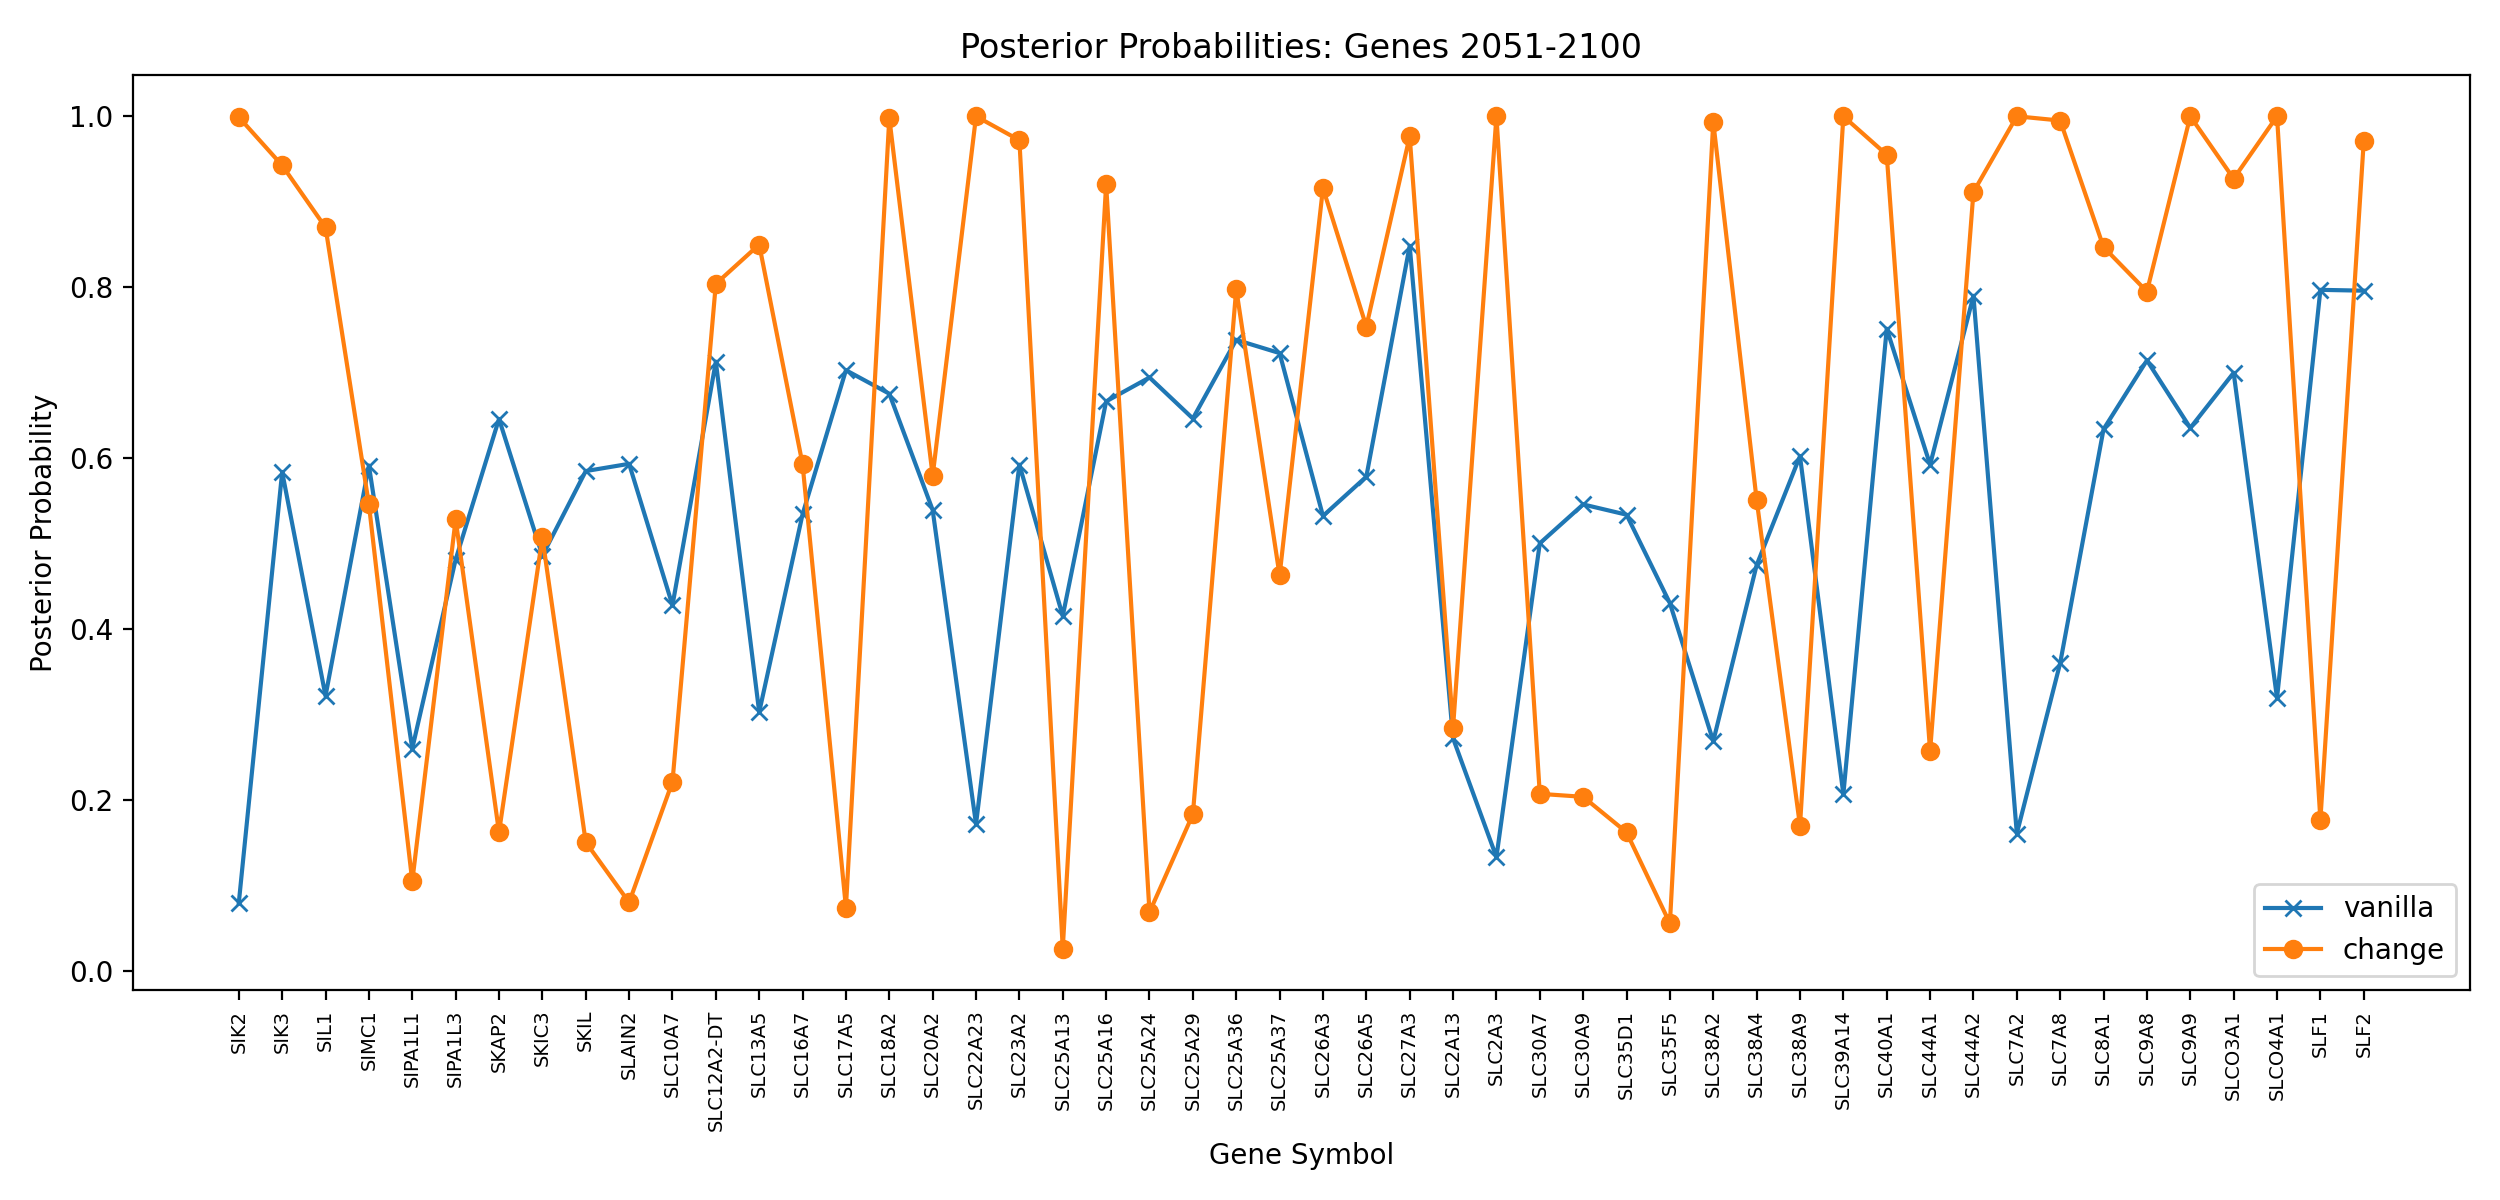 Posterior Probabilities: Genes 2051-2100
Posterior Probability
1.0
0.8
0.6
0.4
0.2
0.0
vanilla
change
SIK2
SIK3
SIL1
SIMC1
SIPA1L1
SIPA1L3
SKAP2
SKIC3
SKIL
SLAIN2
SLC10A7
SLC12A2-DT
SLC13A5
SLC16A7
SLC17A5
SLC18A2
SLC20A2
SLC22A23
SLC23A2
SLC25A13
SLC25A16
SLC25A24
SLC25A29
SLC25A36
SLC25A37
SLC26A3
SLC26A5
SLC27A3
SLC2A13
SLC2A3
SLC30A7
SLC30A9
SLC35D1
SLC35F5
SLC38A2
SLC38A4
SLC38A9
SLC39A14
SLC40A1
SLC44A1
SLC44A2
SLC7A2
SLC7A8
SLC8A1
SLC9A8
SLC9A9
SLCO3A1
SLCO4A1
SLF1
SLF2
Gene Symbol